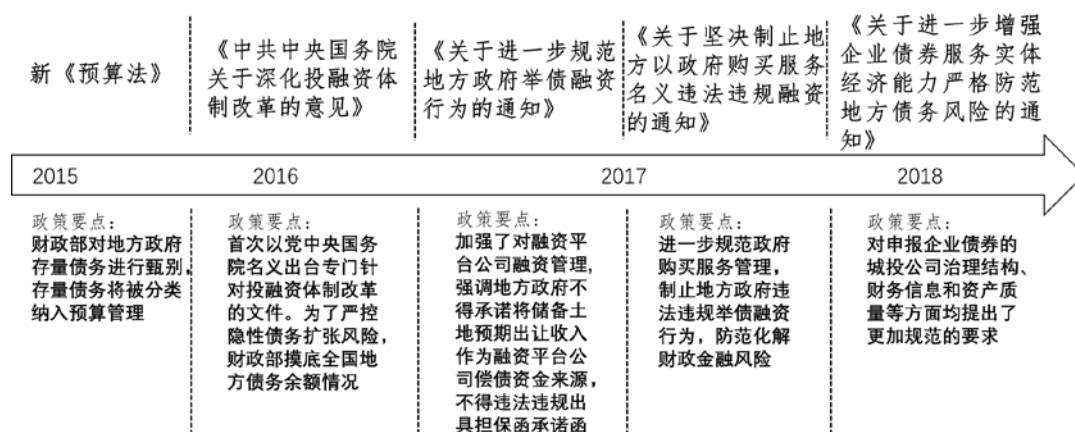 新《预算法》
《中共中央国务院
关于深化投融资体
制改革的意见》
《关于进一步规范
地方政府举债融资
行为的通知》
《关于坚决制止地
方以政府购买服务
名义违法违规融资
的通知》
《关于进一步增强
企业债券服务实体
经济能力严格防范
地方债务风险的通
知》
2015
2016
2017
2018
政策要点：
财政部对地方政府
存量债务进行甄别，
存量债务将被分类
纳入预算管理
政策要点：
首次以党中央国务
院名义出台专门针
对投融资体制改革
的文件。为了严控
隐性债务扩张风险，
财政部摸底全国地
方债务余额情况
政策要点：
加强了对融资平
台公司融资管理，
强调地方政府不
得承诺将储备土
地预期出让收入
作为融资平台公
司偿债资金来源，
不得违法违规出
具担保函承诺函
政策要点：
进一步规范政府
购买服务管理，
制止地方政府违
法违规举债融资
行为，防范化解
财政金融风险
政策要点：
对申报企业债券的
城投公司治理结构、
财务信息和资产质
量等方面均提出了
更加规范的要求